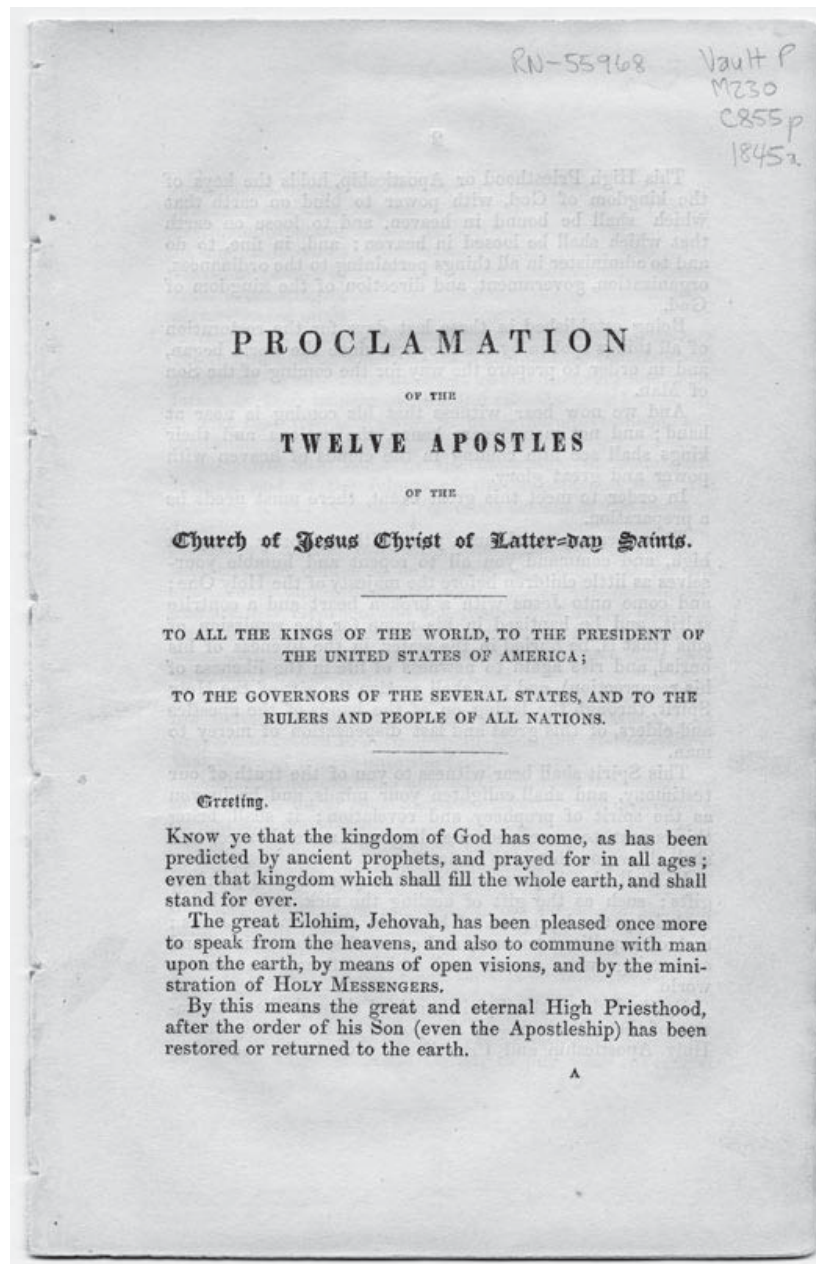 RN-55968 Vault P
M230
C855p
1845a
PROCLAMATION
OF THE
TWELVE APOSTLES
OF THE
Church of Jesus Christ of Latter=day Saints.
TO ALL THE KINGS OF THE WORLD, TO THE PRESIDENT OF
THE UNITED STATES OF AMERICA;
TO THE GOVERNORS OF THE SEVERAL STATES, AND TO THE
RULERS AND PEOPLE OF ALL NATIONS.
Greeting.
KNOW ye that the kingdom of God has come, as has been
predicted by ancient prophets, and prayed for in all ages;
even that kingdom which shall fill the whole earth, and shall
stand for ever.
The great Elohim, Jehovah, has been pleased once more
to speak from the heavens, and also to commune with man
upon the earth, by means of open visions, and by the mini-
stration of HOLY MESSENGERS.
By this means the great and eternal High Priesthood,
after the order of his Son (even the Apostleship) has been
restored or returned to the earth.
A